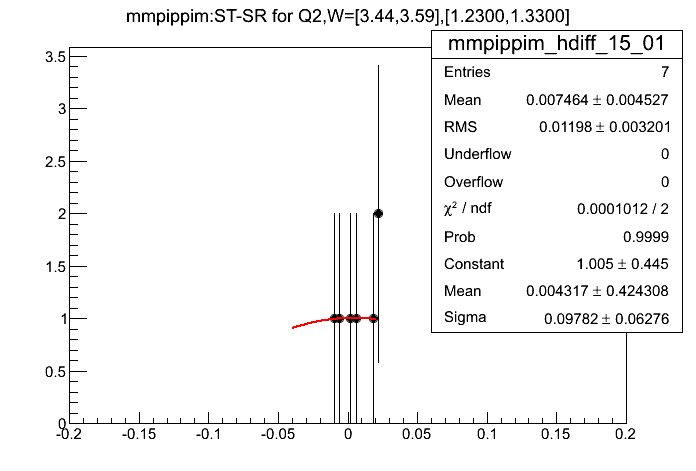 mmpippim:ST-SR for Q2,W=[3.44,3.59],[1.2300,1.3300]
mmpippim_hdiff_15_01
Entries 7
Mean 0.007464 ± 0.004527
RMS 0.01198 ± 0.003201
Underflow 0
Overflow 0
χ² / ndf 0.0001012 / 2
Prob 0.9999
Constant 1.005 ± 0.445
Mean 0.004317 ± 0.424308
Sigma 0.09782 ± 0.06276
3.5
3
2.5
2
1.5
1
0.5
0
-0.2 -0.15 -0.1 -0.05 0 0.05 0.1 0.15 0.2